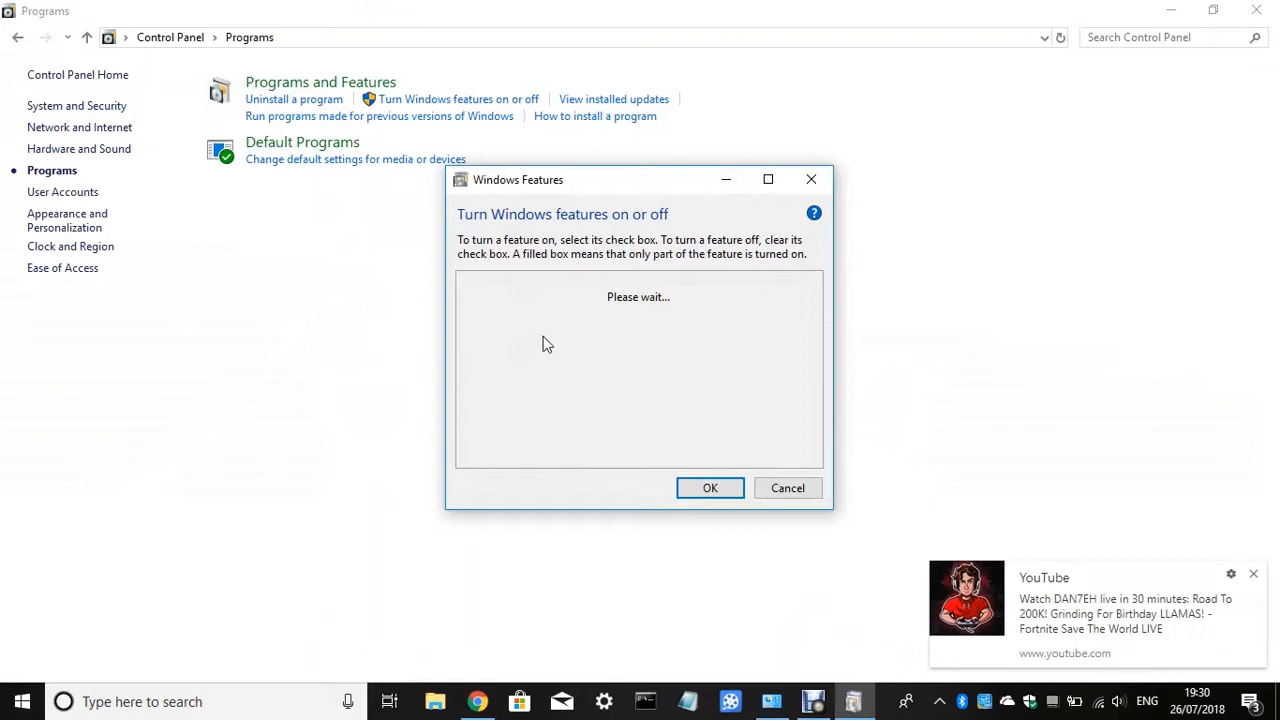 Programs
Control Panel > Programs
Search Control Panel
Control Panel Home
System and Security
Network and Internet
Hardware and Sound
Programs
User Accounts
Appearance and
Personalization
Clock and Region
Ease of Access
Programs and Features
Uninstall a program
Turn Windows features on or off
View installed updates
Run programs made for previous versions of Windows
How to install a program
Default Programs
Change default settings for media or devices
Windows Features
Turn Windows features on or off
To turn a feature on, select its check box. To turn a feature off, clear its
check box. A filled box means that only part of the feature is turned on.
Please wait...
OK
Cancel
YouTube
Watch DAN7EH live in 30 minutes: Road To
200K! Grinding For Birthday LLAMAS! -
Fortnite Save The World LIVE
www.youtube.com
Type here to search
ENG
19:30
26/07/2018
3